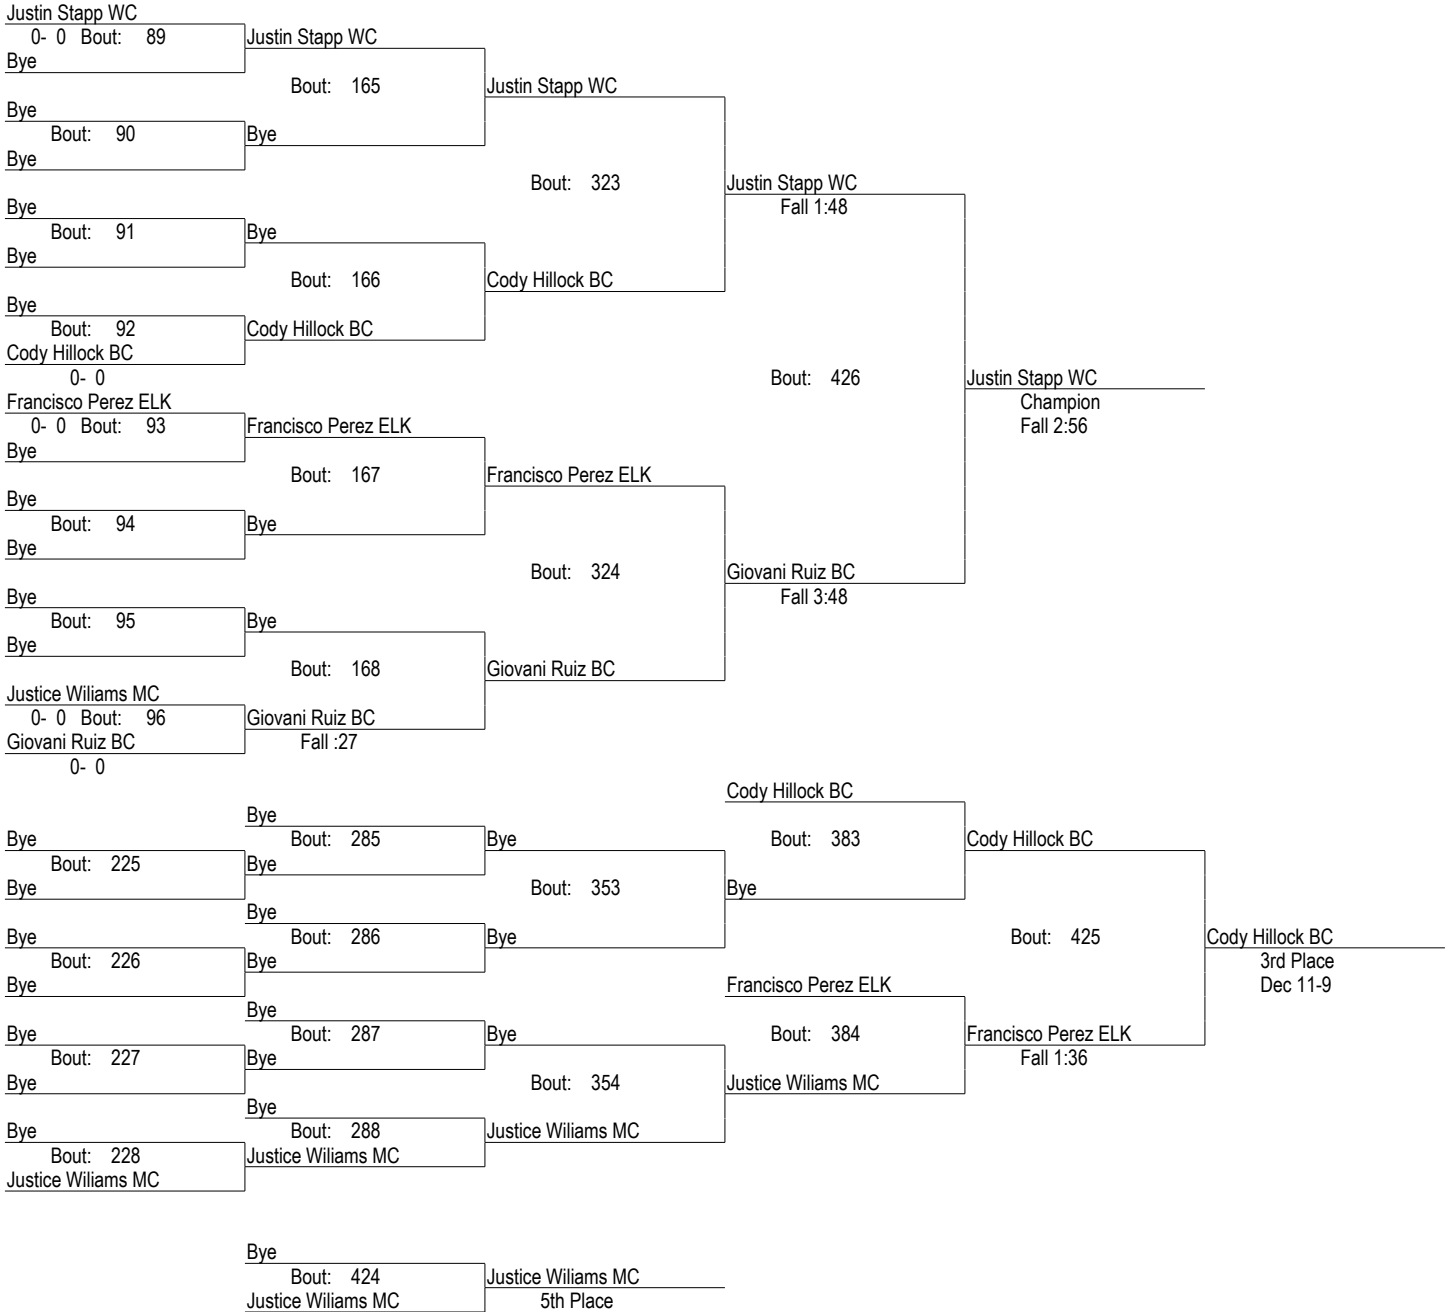 Justin Stapp WC
0- 0 Bout: 89 Justin Stapp WC
Bye
Bout: 165 Justin Stapp WC
Bye
Bout: 90 Bye
Bye
Bout: 323 Justin Stapp WC
Bye Fall 1:48
Bout: 91 Bye
Bye
Bout: 166 Cody Hillock BC
Bye
Bout: 92 Cody Hillock BC
Cody Hillock BC
0- 0 Bout: 426 Justin Stapp WC
Francisco Perez ELK Champion
0- 0 Bout: 93 Francisco Perez ELK Fall 2:56
Bye
Bout: 167 Francisco Perez ELK
Bye
Bout: 94 Bye
Bye
Bout: 324 Giovani Ruiz BC
Bye Fall 3:48
Bout: 95 Bye
Bye
Bout: 168 Giovani Ruiz BC
Justice Wiliams MC
0- 0 Bout: 96 Giovani Ruiz BC
Giovani Ruiz BC Fall :27
0- 0
Cody Hillock BC
Bye
Bye Bout: 285 Bye Bout: 383 Cody Hillock BC
Bout: 225 Bye
Bye Bout: 353 Bye
Bye
Bye Bout: 286 Bye Bout: 425 Cody Hillock BC
Bout: 226 Bye 3rd Place
Bye Francisco Perez ELK Dec 11-9
Bye
Bye Bout: 287 Bye Bout: 384 Francisco Perez ELK
Bout: 227 Bye Fall 1:36
Bye Bout: 354 Justice Wiliams MC
Bye
Bye Bout: 288 Justice Wiliams MC
Bout: 228 Justice Wiliams MC
Justice Wiliams MC
Bye
Bout: 424 Justice Wiliams MC
Justice Wiliams MC 5th Place